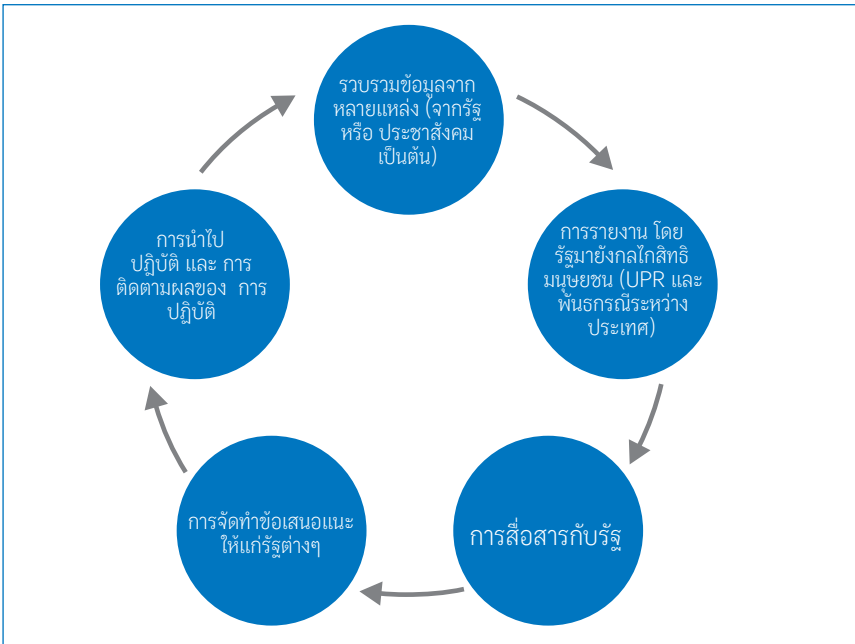 รวบรวมข้อมูลจาก
หลายแหล่ง (จากรัฐ
หรือ ประชาสังคม
เป็นต้น)
การรายงาน โดย
รัฐมายังกลไกสิทธิ
มนุษยชน (UPR และ
พันธกรณีระหว่าง
ประเทศ)
การสื่อสารกับรัฐ
การจัดทำข้อเสนอแนะ
ให้แก่รัฐต่างๆ
การนำไป
ปฎิบัติ และ การ
ติดตามผลของ การ
ปฏิบัติ